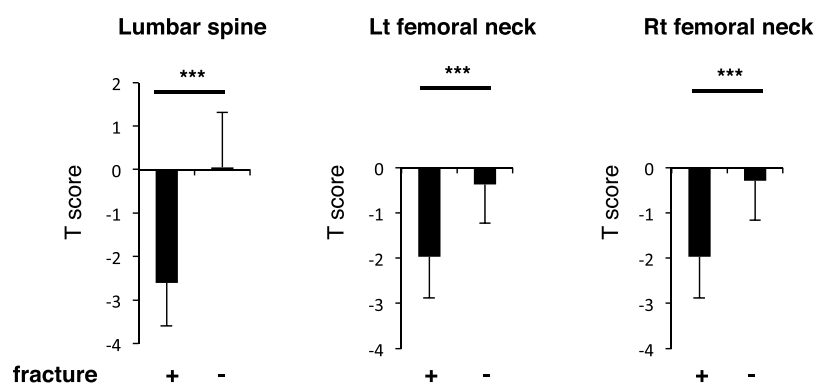 Lumbar spine
Lt femoral neck
Rt femoral neck
***
***
***
T score
2
1
0
-1
-2
-3
-4
T score
0
-1
-2
-3
-4
T score
0
-1
-2
-3
-4
fracture + - + - + -